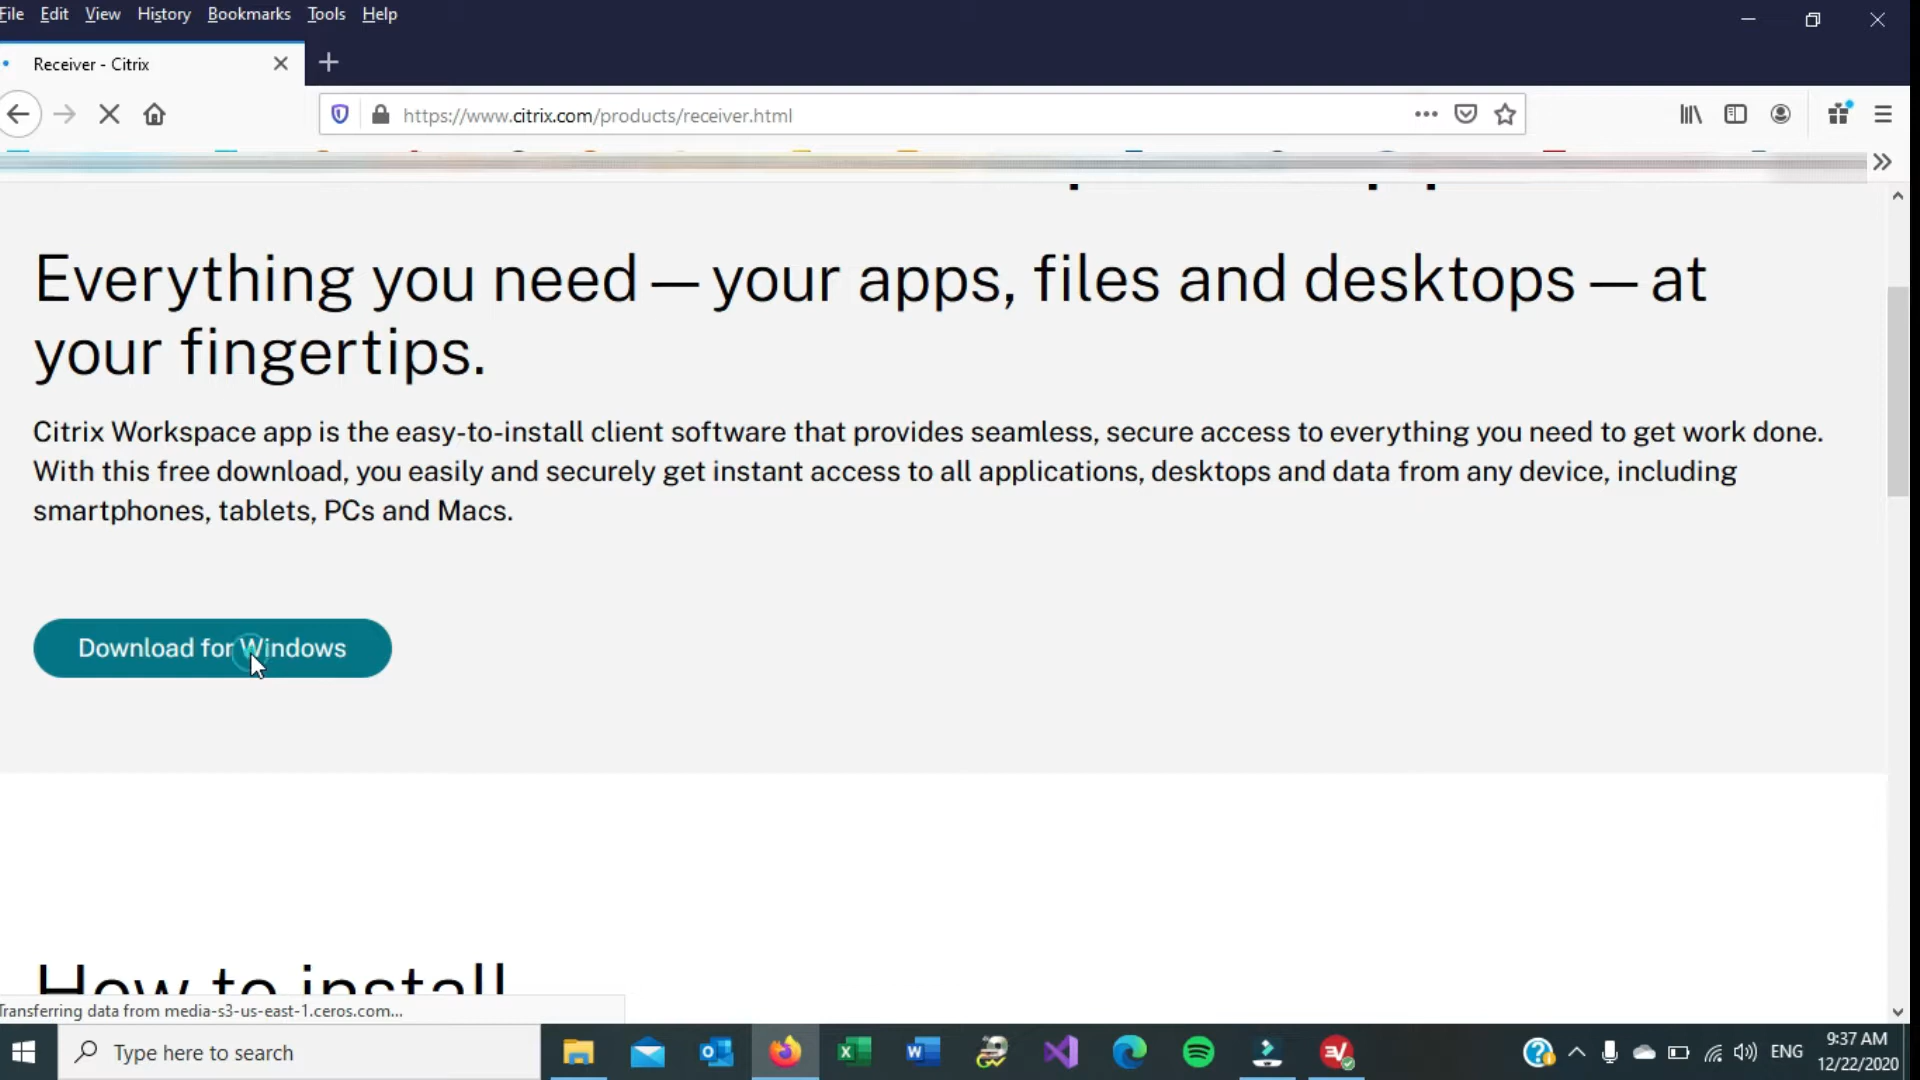 File Edit View History Bookmarks Tools Help
Receiver - Citrix
https://www.citrix.com/products/receiver.html
Everything you need — your apps, files and desktops — at
your fingertips.
Citrix Workspace app is the easy-to-install client software that provides seamless, secure access to everything you need to get work done.
With this free download, you easily and securely get instant access to all applications, desktops and data from any device, including
smartphones, tablets, PCs and Macs.
Download for Windows
How to install
Transferring data from media-s3-us-east-1.ceros.com...
Type here to search
ENG
9:37 AM
12/22/2020